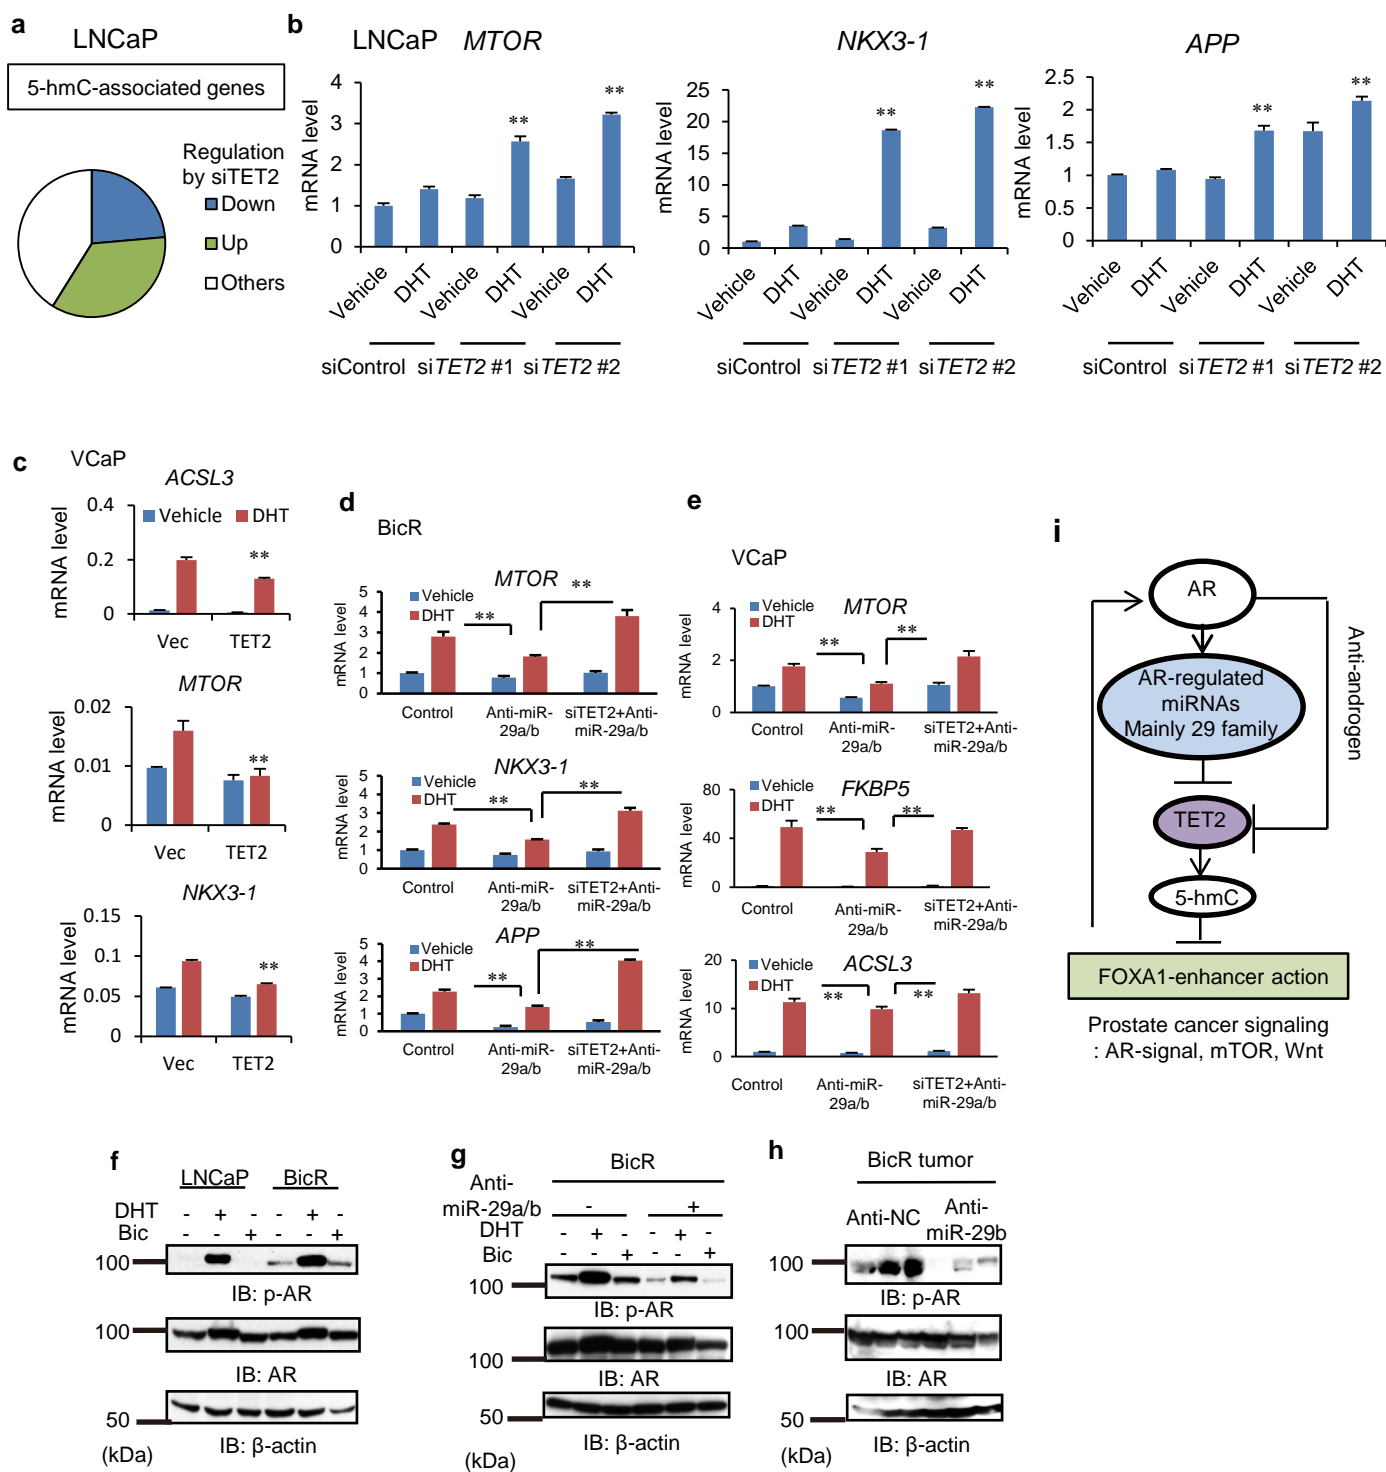 a
LNCaP
5-hmC-associated genes
Regulation
by siTET2
Down
Up
Others
b
LNCaP
MTOR
mRNA level
4
3
2
1
0
**
**
Vehicle
DHT
Vehicle
DHT
Vehicle
DHT
siControl
siTET2 #1
siTET2 #2
NKX3-1
mRNA level
25
20
15
10
5
0
**
**
Vehicle
DHT
Vehicle
DHT
Vehicle
DHT
siControl
siTET2 #1
siTET2 #2
APP
mRNA level
2.5
2
1.5
1
0.5
0
**
**
Vehicle
DHT
Vehicle
DHT
Vehicle
DHT
siControl
siTET2 #1
siTET2 #2
c
VCaP
ACSL3
mRNA level
0.4
0.2
0
Vehicle
DHT
**
Vec
TET2
MTOR
mRNA level
0.02
0.01
0
**
Vec
TET2
NKX3-1
mRNA level
0.15
0.1
0.05
0
**
Vec
TET2
d
BicR
MTOR
mRNA level
5
4
3
2
1
0
Vehicle
DHT
**
**
Control
Anti-miR-
29a/b
siTET2+Anti-
miR-29a/b
NKX3-1
mRNA level
5
4
3
2
1
0
Vehicle
DHT
**
**
Control
Anti-miR-
29a/b
siTET2+Anti-
miR-29a/b
APP
mRNA level
5
4
3
2
1
0
Vehicle
DHT
**
**
Control
Anti-miR-
29a/b
siTET2+Anti-
miR-29a/b
e
VCaP
MTOR
mRNA level
4
2
0
Vehicle
DHT
**
**
Control
Anti-miR-
29a/b
siTET2+Anti-
miR-29a/b
FKBP5
mRNA level
80
40
0
Vehicle
DHT
**
**
Control
Anti-miR-
29a/b
siTET2+Anti-
miR-29a/b
ACSL3
mRNA level
20
10
0
Vehicle
DHT
**
**
Control
Anti-miR-
29a/b
siTET2+Anti-
miR-29a/b
i
AR
AR-regulated
miRNAs
Mainly 29 family
Anti-androgen
TET2
5-hmC
FOXA1-enhancer action
Prostate cancer signaling
: AR-signal, mTOR, Wnt
f
LNCaP
BicR
DHT - + - - + -
Bic - - + - - +
100
IB: p-AR
100
IB: AR
50
IB: β-actin
(kDa)
g
BicR
Anti-
miR-29a/b
- +
DHT - + - - + -
Bic - - + - - +
100
IB: p-AR
100
IB: AR
50
IB: β-actin
(kDa)
h
BicR tumor
Anti-NC
Anti-
miR-29b
100
IB: p-AR
100
IB: AR
50
IB: β-actin
(kDa)